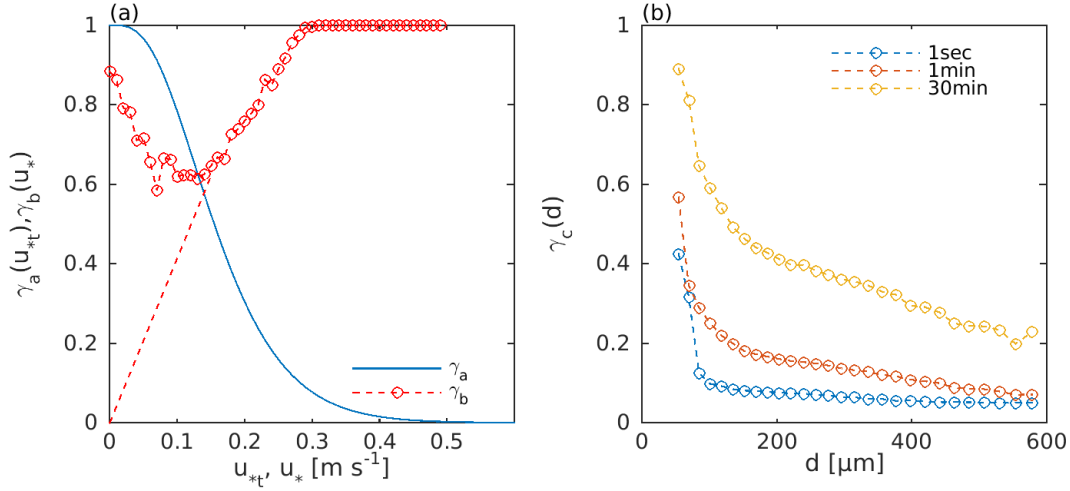 (a)
1
0.8
0.6
0.4
0.2
0
0 0.1 0.2 0.3 0.4 0.5
γa(u*t),γb(u*)
u*t, u* [m s-1]
γa
γb
(b)
1
0.8
0.6
0.4
0.2
0
0 200 400 600
γc(d)
d [μm]
1sec
1min
30min